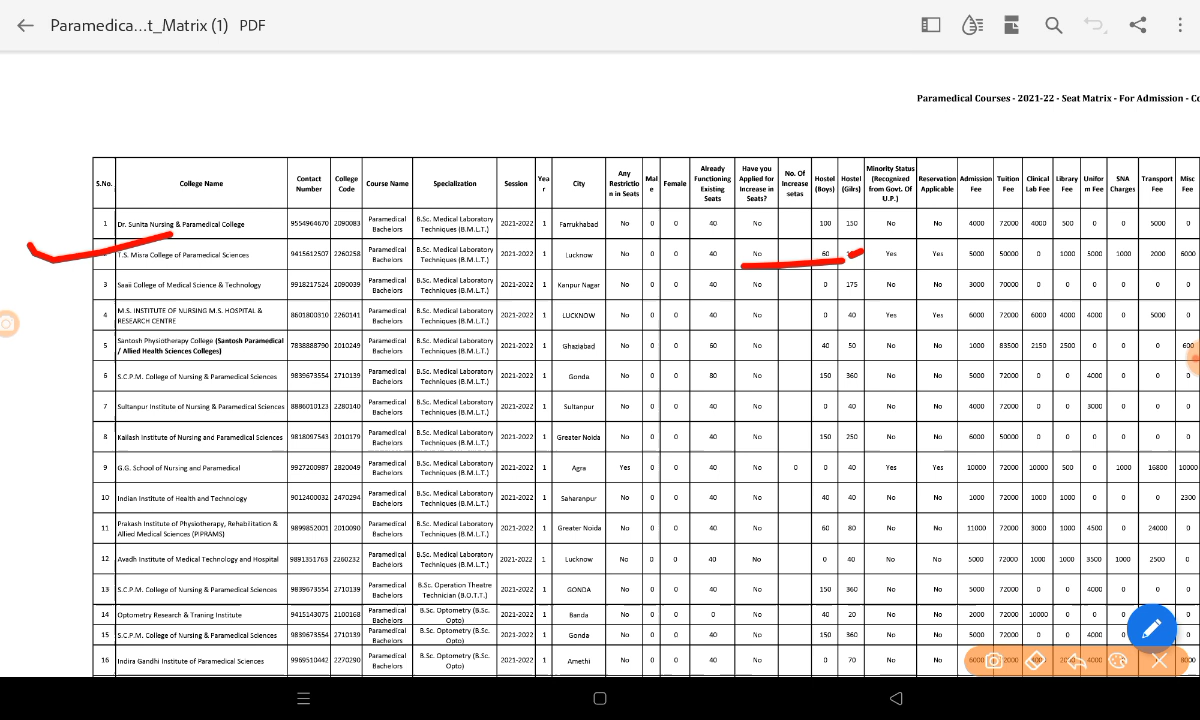 Paramedica...t_Matrix (1) PDF
Paramedical Courses - 2021-22 - Seat Matrix - For Admission - Co
S.No. College Name Contact Number College Code Course Name Specialization Session Year City Any Restriction in Seats Male Female Already Functioning Existing Seats Have you Applied for Increase in Seats? No. Of Increase setas Hostel (Boys) Hostel (Gilrs) Minority Status (Recognized from Govt. Of U.P.) Reservation Applicable Admission Fee Tuition Fee Clinical Lab Fee Library Fee Uniform Fee SNA Charges Transport Fee Misc Fee
1 Dr. Sunita Nursing & Paramedical College 9554964670 2090083 Paramedical Bachelors B.Sc. Medical Laboratory Techniques (B.M.L.T.) 2021-2022 1 Farrukhabad No 0 0 40 No 100 150 No No 4000 72000 4000 500 0 0 5000 0
T.S. Misra College of Paramedical Sciences 9415612507 2260258 Paramedical Bachelors B.Sc. Medical Laboratory Techniques (B.M.L.T.) 2021-2022 1 Lucknow No 0 0 40 No 60 Yes Yes 5000 50000 0 1000 5000 1000 2000 6000
3 Saaii College of Medical Science & Technology 9918217524 2090039 Paramedical Bachelors B.Sc. Medical Laboratory Techniques (B.M.L.T.) 2021-2022 1 Kanpur Nagar No 0 0 40 No 0 175 No No 3000 70000 0 0 0 0 0 0
4 M.S. INSTITUTE OF NURSING M.S. HOSPITAL & RESEARCH CENTRE 8601800310 2260141 Paramedical Bachelors B.Sc. Medical Laboratory Techniques (B.M.L.T.) 2021-2022 1 LUCKNOW No 0 0 40 No 0 40 Yes Yes 6000 72000 6000 4000 4000 0 5000 0
5 Santosh Physiotherapy College (Santosh Paramedical / Allied Health Sciences Colleges) 7838888790 2010249 Paramedical Bachelors B.Sc. Medical Laboratory Techniques (B.M.L.T.) 2021-2022 1 Ghaziabad No 0 0 60 No 40 50 No No 1000 83500 2150 2500 0 0 0 600
6 S.C.P.M. College of Nursing & Paramedical Sciences 9839673554 2710139 Paramedical Bachelors B.Sc. Medical Laboratory Techniques (B.M.L.T.) 2021-2022 1 Gonda No 0 0 80 No 150 360 No No 5000 72000 0 0 4000 0 0 0
7 Sultanpur Institute of Nursing & Paramedical Sciences 8886010123 2280140 Paramedical Bachelors B.Sc. Medical Laboratory Techniques (B.M.L.T.) 2021-2022 1 Sultanpur No 0 0 40 No 0 40 No No 4000 72000 0 0 3000 0 0 0
8 Kailash Institute of Nursing and Paramedical Sciences 9818097543 2010179 Paramedical Bachelors B.Sc. Medical Laboratory Techniques (B.M.L.T.) 2021-2022 1 Greater Noida No 0 0 40 No 150 250 No No 6000 50000 0 0 0 0 0 0
9 G.G. School of Nursing and Paramedical 9927200987 2820049 Paramedical Bachelors B.Sc. Medical Laboratory Techniques (B.M.L.T.) 2021-2022 1 Agra Yes 0 0 40 No 0 0 40 Yes Yes 10000 72000 10000 500 0 1000 16800 10000
10 Indian Institute of Health and Technology 9012400032 2470294 Paramedical Bachelors B.Sc. Medical Laboratory Techniques (B.M.L.T.) 2021-2022 1 Saharanpur No 0 0 40 No 40 40 No No 1000 72000 1000 1000 0 0 0 2300
11 Prakash Institute of Physiotherapy, Rehabilitation & Allied Medical Sciences (PIPRAMS) 9899852001 2010090 Paramedical Bachelors B.Sc. Medical Laboratory Techniques (B.M.L.T.) 2021-2022 1 Greater Noida No 0 0 40 No 60 80 No No 11000 72000 3000 1000 4500 0 24000 0
12 Avadh Institute of Medical Technology and Hospital 9891351763 2260232 Paramedical Bachelors B.Sc. Medical Laboratory Techniques (B.M.L.T.) 2021-2022 1 Lucknow No 0 0 40 No 0 40 No No 5000 72000 1000 1000 3500 1000 2500 0
13 S.C.P.M. College of Nursing & Paramedical Sciences 9839673554 2710139 Paramedical Bachelors B.Sc. Operation Theatre Technician (B.O.T.T.) 2021-2022 1 GONDA No 0 0 40 No 150 360 No No 5000 72000 0 0 4000 0 0 0
14 Optometry Research & Traning Institute 9415143075 2100168 Paramedical Bachelors B.Sc. Optometry (B.Sc. Opto) 2021-2022 1 Banda No 0 0 0 No 40 20 No No 2000 72000 10000 0 0 0 0 0
15 S.C.P.M. College of Nursing & Paramedical Sciences 9839673554 2710139 Paramedical Bachelors B.Sc. Optometry (B.Sc. Opto) 2021-2022 1 Gonda No 0 0 40 No 150 360 No No 5000 72000 0 0 4000 0
16 Indira Gandhi Institute of Paramedical Sciences 9969510442 2270290 Paramedical Bachelors B.Sc. Optometry (B.Sc. Opto) 2021-2022 1 Amethi No 0 0 40 No 0 70 No No 6000 4000